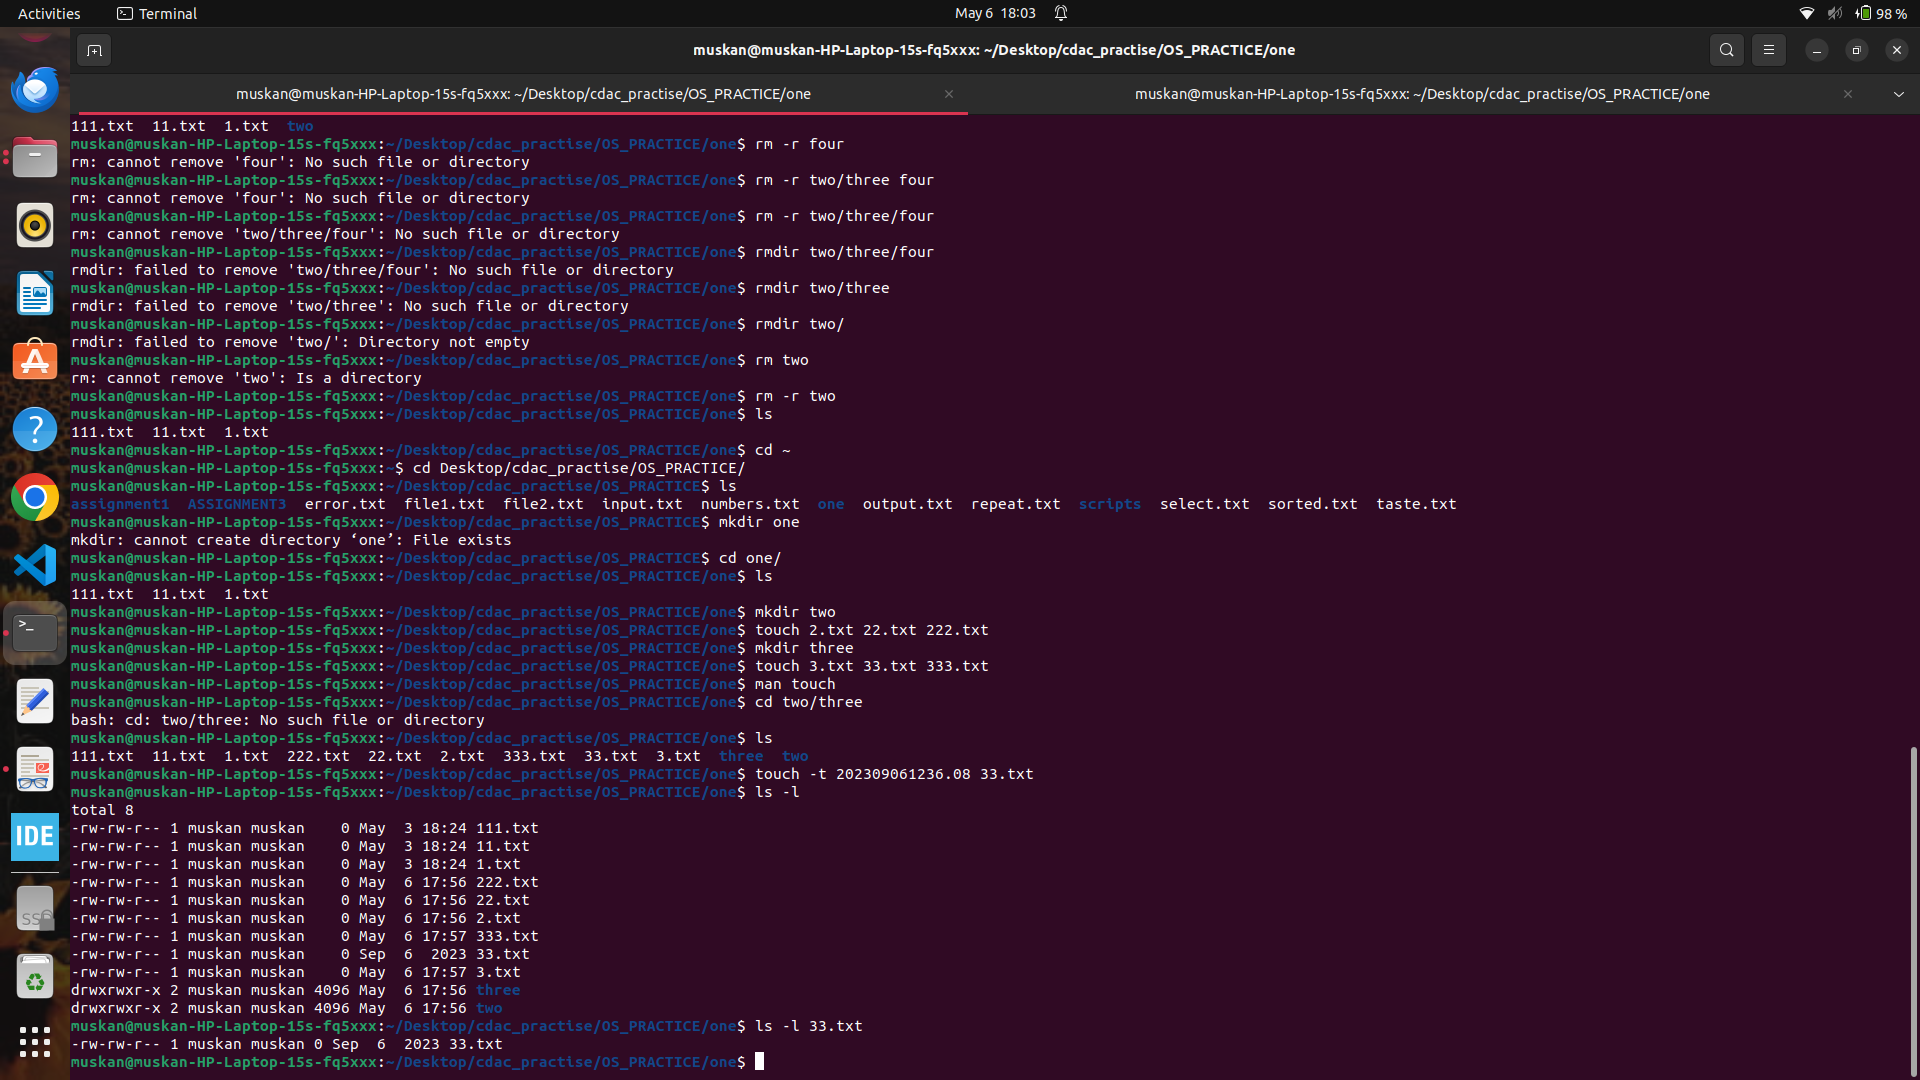 Activities Terminal May 6 18:03 98 %
muskan@muskan-HP-Laptop-15s-fq5xxx: ~/Desktop/cdac_practise/OS_PRACTICE/one
muskan@muskan-HP-Laptop-15s-fq5xxx: ~/Desktop/cdac_practise/OS_PRACTICE/one muskan@muskan-HP-Laptop-15s-fq5xxx: ~/Desktop/cdac_practise/OS_PRACTICE/one
111.txt  11.txt  1.txt  two
muskan@muskan-HP-Laptop-15s-fq5xxx:~/Desktop/cdac_practise/OS_PRACTICE/one$ rm -r four
rm: cannot remove 'four': No such file or directory
muskan@muskan-HP-Laptop-15s-fq5xxx:~/Desktop/cdac_practise/OS_PRACTICE/one$ rm -r two/three four
rm: cannot remove 'four': No such file or directory
muskan@muskan-HP-Laptop-15s-fq5xxx:~/Desktop/cdac_practise/OS_PRACTICE/one$ rm -r two/three/four
rm: cannot remove 'two/three/four': No such file or directory
muskan@muskan-HP-Laptop-15s-fq5xxx:~/Desktop/cdac_practise/OS_PRACTICE/one$ rmdir two/three/four
rmdir: failed to remove 'two/three/four': No such file or directory
muskan@muskan-HP-Laptop-15s-fq5xxx:~/Desktop/cdac_practise/OS_PRACTICE/one$ rmdir two/three
rmdir: failed to remove 'two/three': No such file or directory
muskan@muskan-HP-Laptop-15s-fq5xxx:~/Desktop/cdac_practise/OS_PRACTICE/one$ rmdir two/
rmdir: failed to remove 'two/': Directory not empty
muskan@muskan-HP-Laptop-15s-fq5xxx:~/Desktop/cdac_practise/OS_PRACTICE/one$ rm two
rm: cannot remove 'two': Is a directory
muskan@muskan-HP-Laptop-15s-fq5xxx:~/Desktop/cdac_practise/OS_PRACTICE/one$ rm -r two
muskan@muskan-HP-Laptop-15s-fq5xxx:~/Desktop/cdac_practise/OS_PRACTICE/one$ ls
111.txt  11.txt  1.txt
muskan@muskan-HP-Laptop-15s-fq5xxx:~/Desktop/cdac_practise/OS_PRACTICE/one$ cd ~
muskan@muskan-HP-Laptop-15s-fq5xxx:~$ cd Desktop/cdac_practise/OS_PRACTICE/
muskan@muskan-HP-Laptop-15s-fq5xxx:~/Desktop/cdac_practise/OS_PRACTICE$ ls
assignment1  ASSIGNMENT3  error.txt  file1.txt  file2.txt  input.txt  numbers.txt  one  output.txt  repeat.txt  scripts  select.txt  sorted.txt  taste.txt
muskan@muskan-HP-Laptop-15s-fq5xxx:~/Desktop/cdac_practise/OS_PRACTICE$ mkdir one
mkdir: cannot create directory ‘one’: File exists
muskan@muskan-HP-Laptop-15s-fq5xxx:~/Desktop/cdac_practise/OS_PRACTICE$ cd one/
muskan@muskan-HP-Laptop-15s-fq5xxx:~/Desktop/cdac_practise/OS_PRACTICE/one$ ls
111.txt  11.txt  1.txt
muskan@muskan-HP-Laptop-15s-fq5xxx:~/Desktop/cdac_practise/OS_PRACTICE/one$ mkdir two
muskan@muskan-HP-Laptop-15s-fq5xxx:~/Desktop/cdac_practise/OS_PRACTICE/one$ touch 2.txt 22.txt 222.txt
muskan@muskan-HP-Laptop-15s-fq5xxx:~/Desktop/cdac_practise/OS_PRACTICE/one$ mkdir three
muskan@muskan-HP-Laptop-15s-fq5xxx:~/Desktop/cdac_practise/OS_PRACTICE/one$ touch 3.txt 33.txt 333.txt
muskan@muskan-HP-Laptop-15s-fq5xxx:~/Desktop/cdac_practise/OS_PRACTICE/one$ man touch
muskan@muskan-HP-Laptop-15s-fq5xxx:~/Desktop/cdac_practise/OS_PRACTICE/one$ cd two/three
bash: cd: two/three: No such file or directory
muskan@muskan-HP-Laptop-15s-fq5xxx:~/Desktop/cdac_practise/OS_PRACTICE/one$ ls
111.txt  11.txt  1.txt  222.txt  22.txt  2.txt  333.txt  33.txt  3.txt  three  two
muskan@muskan-HP-Laptop-15s-fq5xxx:~/Desktop/cdac_practise/OS_PRACTICE/one$ touch -t 202309061236.08 33.txt
muskan@muskan-HP-Laptop-15s-fq5xxx:~/Desktop/cdac_practise/OS_PRACTICE/one$ ls -l
total 8
-rw-rw-r-- 1 muskan muskan    0 May  3 18:24 111.txt
-rw-rw-r-- 1 muskan muskan    0 May  3 18:24 11.txt
-rw-rw-r-- 1 muskan muskan    0 May  3 18:24 1.txt
-rw-rw-r-- 1 muskan muskan    0 May  6 17:56 222.txt
-rw-rw-r-- 1 muskan muskan    0 May  6 17:56 22.txt
-rw-rw-r-- 1 muskan muskan    0 May  6 17:56 2.txt
-rw-rw-r-- 1 muskan muskan    0 May  6 17:57 333.txt
-rw-rw-r-- 1 muskan muskan    0 Sep  6  2023 33.txt
-rw-rw-r-- 1 muskan muskan    0 May  6 17:57 3.txt
drwxrwxr-x 2 muskan muskan 4096 May  6 17:56 three
drwxrwxr-x 2 muskan muskan 4096 May  6 17:56 two
muskan@muskan-HP-Laptop-15s-fq5xxx:~/Desktop/cdac_practise/OS_PRACTICE/one$ ls -l 33.txt
-rw-rw-r-- 1 muskan muskan 0 Sep  6  2023 33.txt
muskan@muskan-HP-Laptop-15s-fq5xxx:~/Desktop/cdac_practise/OS_PRACTICE/one$
IDE